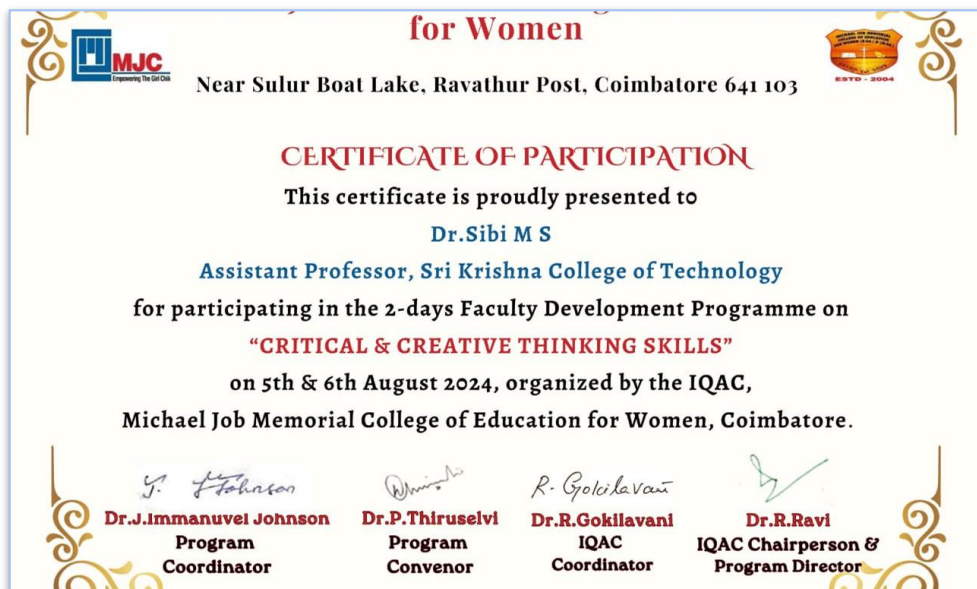 for Women
MJC
Empowering The Girl Child
ESTD - 2004
Near Sulur Boat Lake, Ravathur Post, Coimbatore 641 103
CERTIFICATE OF PARTICIPATION
This certificate is proudly presented to
Dr.Sibi M S
Assistant Professor, Sri Krishna College of Technology
for participating in the 2-days Faculty Development Programme on
“CRITICAL & CREATIVE THINKING SKILLS”
on 5th & 6th August 2024, organized by the IQAC,
Michael Job Memorial College of Education for Women, Coimbatore.
J. Johnson
R. Gokilavani
Dr.J.Immanuvel Johnson Dr.P.Thiruselvi Dr.R.Gokilavani Dr.R.Ravi
Program Program IQAC IQAC Chairperson &
Coordinator Convenor Coordinator Program Director